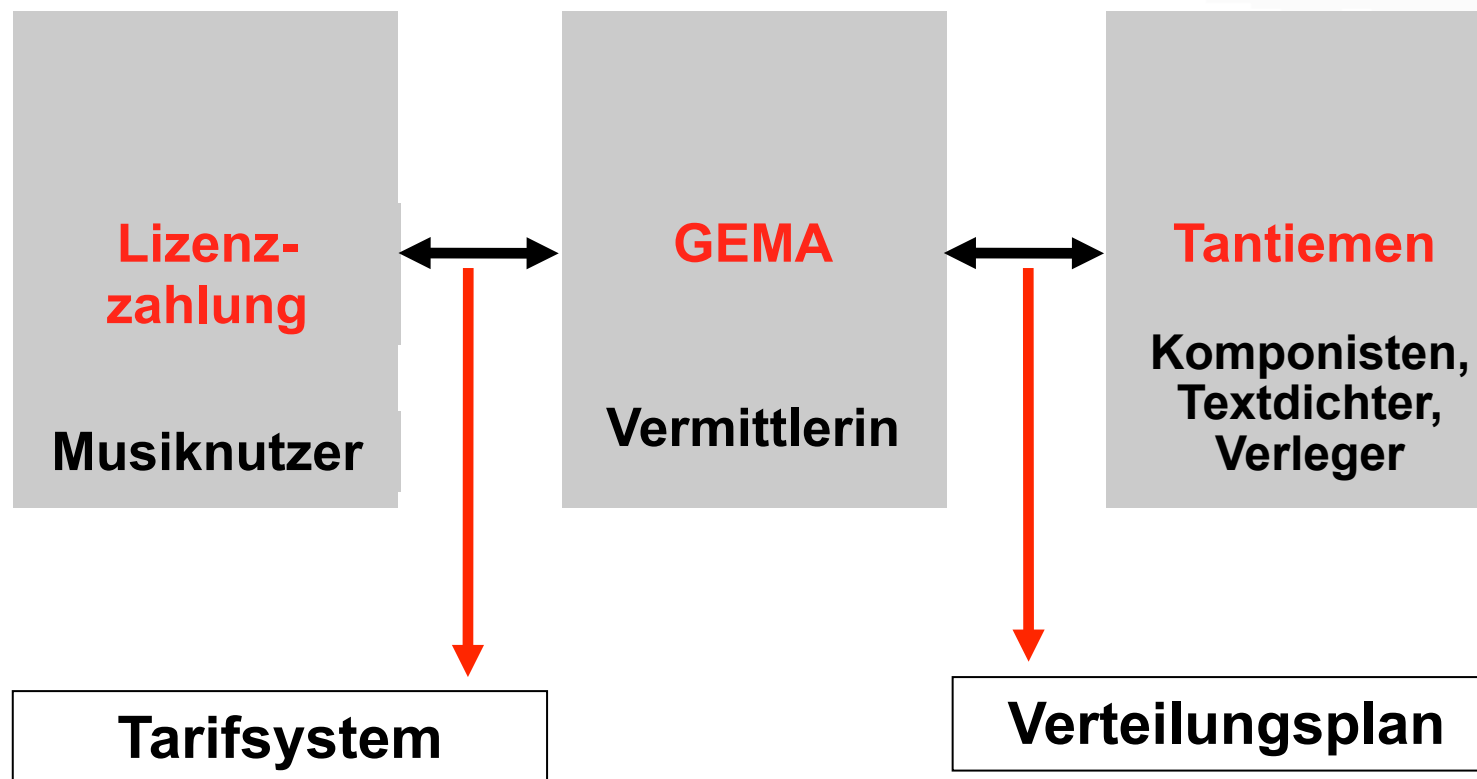 Lizenz-
zahlung
Musiknutzer
GEMA
Vermittlerin
Tantiemen
Komponisten,
Textdichter,
Verleger
Tarifsystem
Verteilungsplan